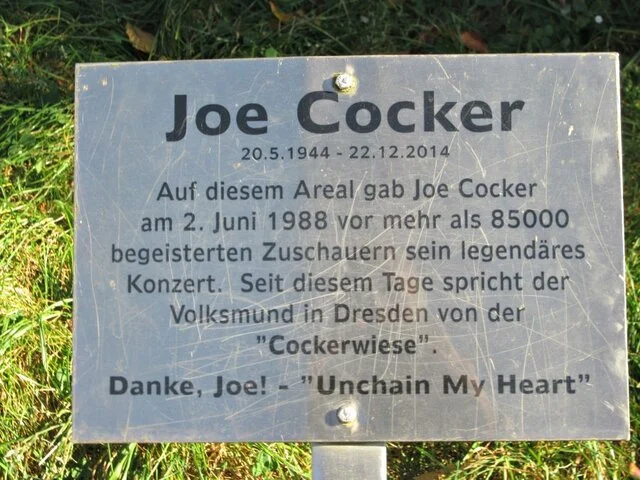 Joe Cocker
20.5.1944 - 22.12.2014
Auf diesem Areal gab Joe Cocker
am 2. Juni 1988 vor mehr als 85000
begeisterten Zuschauern sein legendäres
Konzert. Seit diesem Tage spricht der
Volksmund in Dresden von der
"Cockerwiese".
Danke, Joe! - "Unchain My Heart"